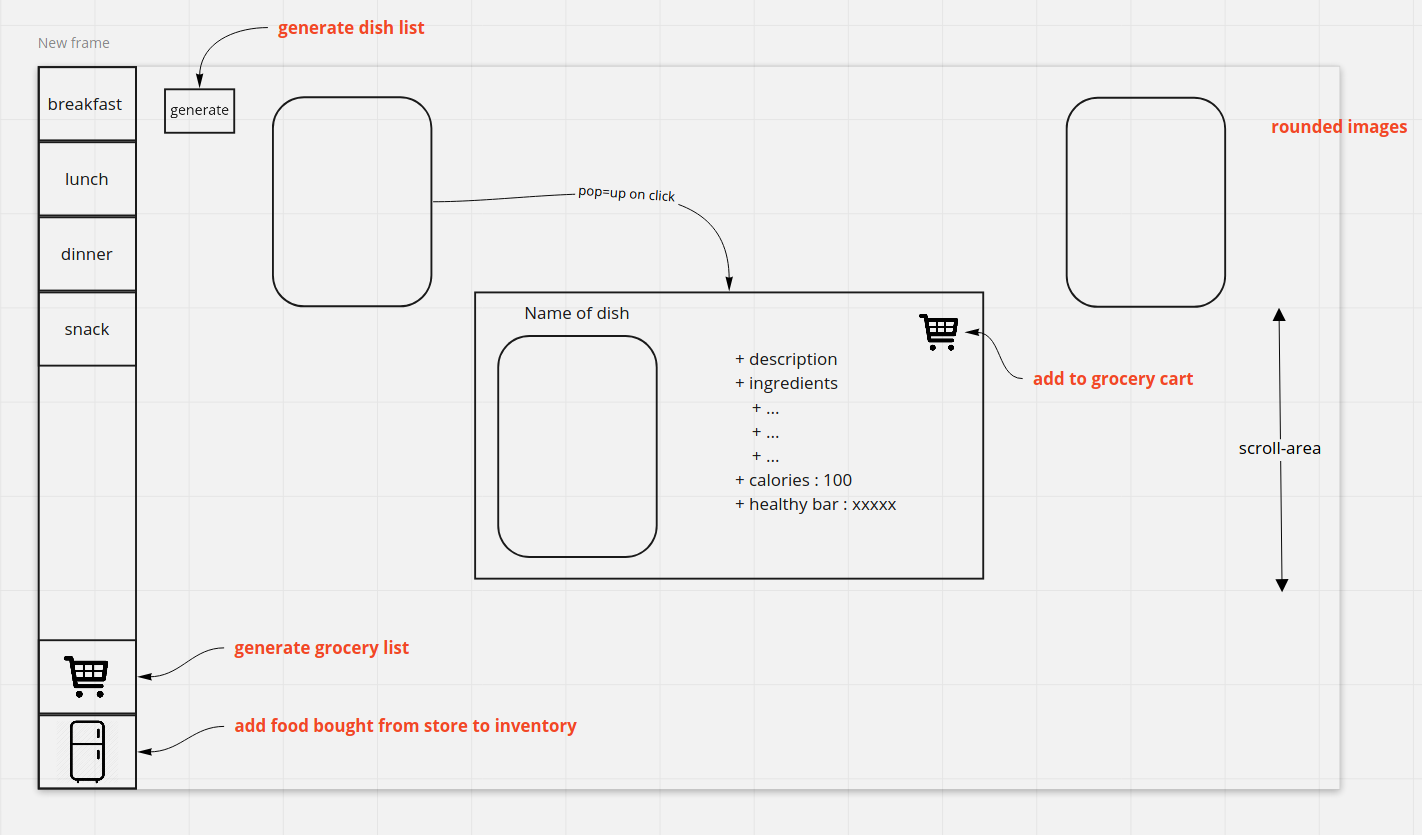 generate dish list
New frame
breakfast
generate
rounded images
lunch
pop=up on click
dinner
snack
Name of dish
+ description
+ ingredients
+ ...
+ ...
+ ...
+ calories : 100
+ healthy bar : xxxxx
add to grocery cart
scroll-area
generate grocery list
add food bought from store to inventory